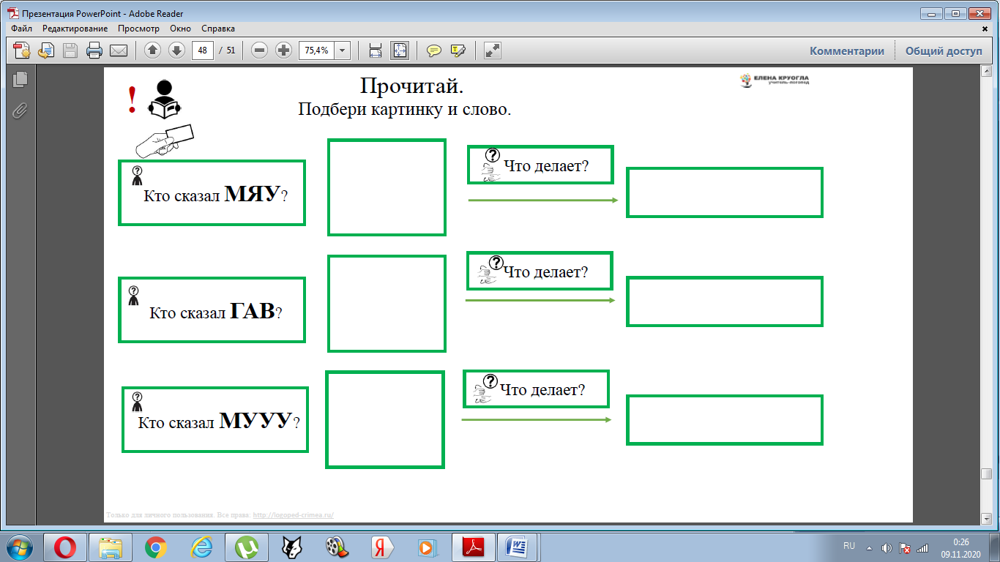 Презентация PowerPoint - Adobe Reader
Файл Редактирование Просмотр Окно Справка
48 / 51 75,4% Комментарии Общий доступ
!
Прочитай.
ЕЛЕНА КРУОГЛА
учитель-логопед
Подбери картинку и слово.
? Кто сказал МЯУ?
? Что делает?
? Кто сказал ГАВ?
? Что делает?
? Кто сказал МУУУ?
? Что делает?
Только для личного пользования. Все права: http://logoped-crimea.ru/
RU
0:26
09.11.2020